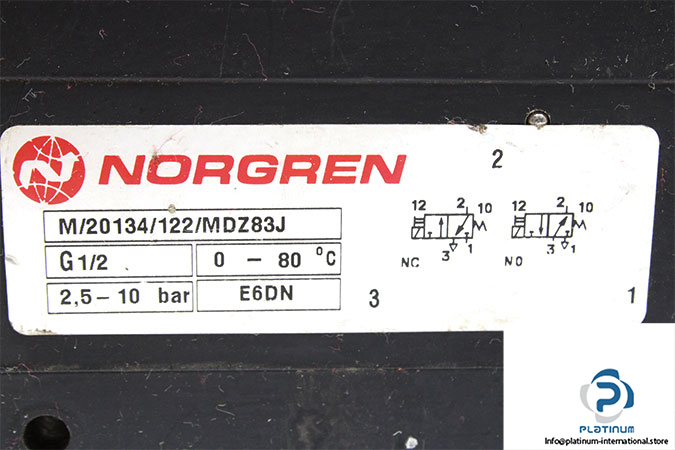 NORGREN
M/20134/122/MDZ83J
G 1/2
0 – 80 °C
2,5 – 10 bar
E6DN
2
12 2 10
3 1
NC
12 2 10
3 1
NO
3
1
PLATINUM
Info@platinum-international.store